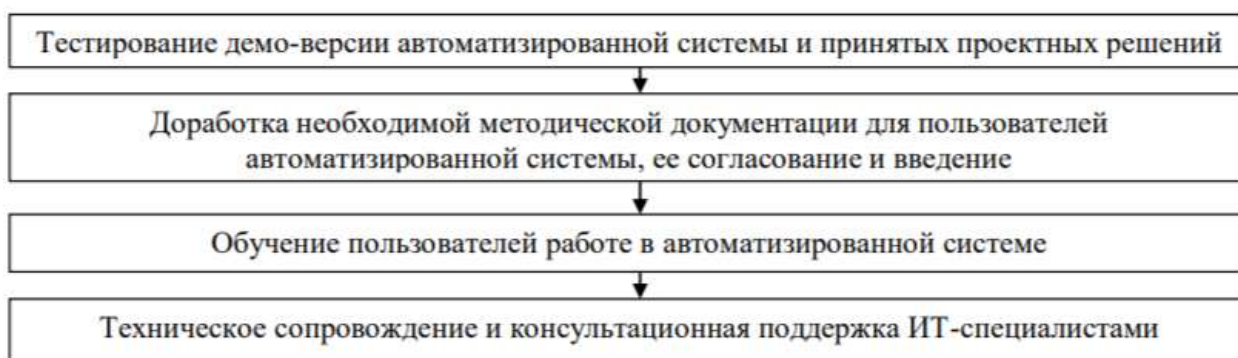 Тестирование демо-версии автоматизированной системы и принятых проектных решений
Доработка необходимой методической документации для пользователей
автоматизированной системы, ее согласование и введение
Обучение пользователей работе в автоматизированной системе
Техническое сопровождение и консультационная поддержка ИТ-специалистами